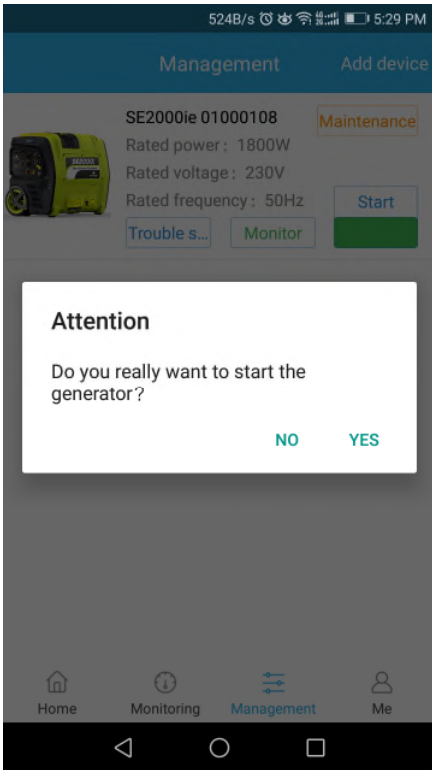 524B/s 5:29 PM
Management Add device
SE2000ie 01000108 Maintenance
Rated power: 1800W
Rated voltage: 230V
Rated frequency: 50Hz Start
Trouble s... Monitor
Attention
Do you really want to start the
generator?
NO YES
Home Monitoring Management Me